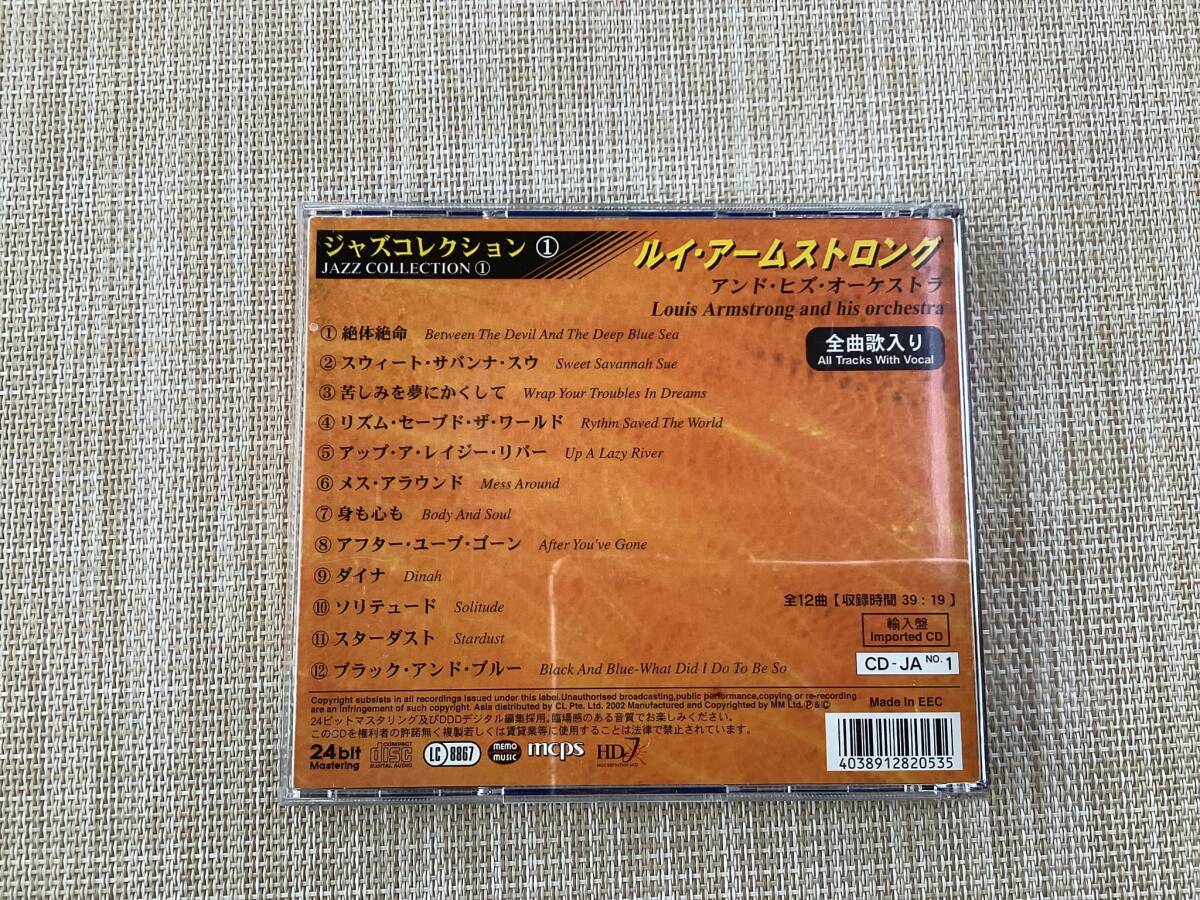 ジャズコレクション ①
JAZZ COLLECTION ①
ルイ・アームストロング
アンド・ヒズ・オーケストラ
Louis Armstrong and his orchestra
全曲歌入り
All Tracks With Vocal
① 絶体絶命 Between The Devil And The Deep Blue Sea
② スウィート・サバンナ・スウ Sweet Savannah Sue
③ 苦しみを夢にかくして Wrap Your Troubles In Dreams
④ リズム・セーブド・ザ・ワールド Rythm Saved The World
⑤ アップ・ア・レイジー・リバー Up A Lazy River
⑥ メス・アラウンド Mess Around
⑦ 身も心も Body And Soul
⑧ アフター・ユーブ・ゴーン After You've Gone
⑨ ダイナ Dinah
⑩ ソリテュード Solitude
⑪ スターダスト Stardust
⑫ ブラック・アンド・ブルー Black And Blue-What Did I Do To Be So
全12曲【収録時間 39：19】
輸入盤
Imported CD
CD-JA NO. 1
Copyright subsists in all recordings issued under this label.Unauthorised broadcasting,public performance,copying or re-recording
are an infringement of such copyright. Asia distributed by CL Pte. Ltd. 2002 Manufactured and Copyrighted by MM Ltd. Ⓟ & Ⓒ
Made In EEC
24ビットマスタリング及びDDDデジタル編集採用。臨場感のある音質でお楽しみください。
このCDを権利者の許諾無く複製若しくは賃貸業等に使用することは法律で禁止されています。
24bit
Mastering
COMPACT
disc
DIGITAL AUDIO
LC 8867
MEMO
MUSIC
mcps
HDJ
HIGH DEFINITION JAZZ
4038912820535